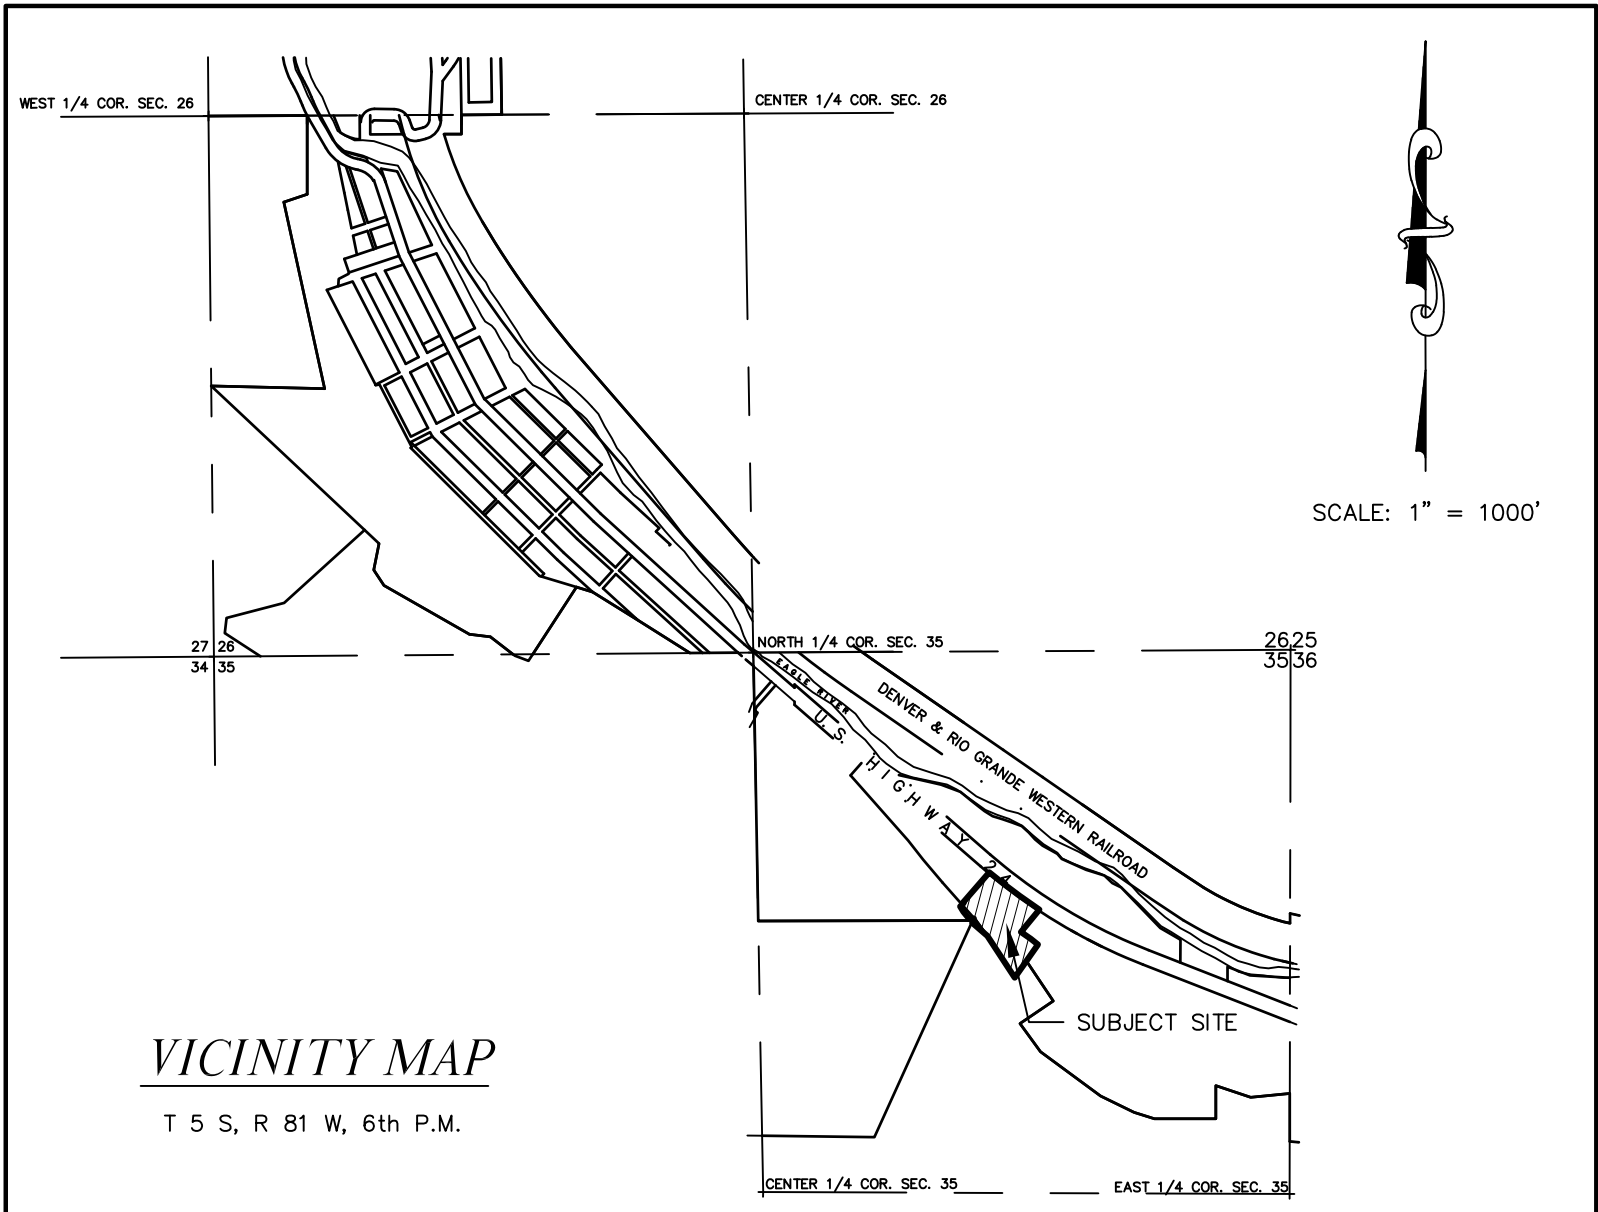 WEST 1/4 COR. SEC. 26
CENTER 1/4 COR. SEC. 26
SCALE: 1" = 1000'
27 26
34 35
NORTH 1/4 COR. SEC. 35
26 25
35 36
EAGLE RIVER
U. S. HIGHWAY 24
DENVER & RIO GRANDE WESTERN RAILROAD
SUBJECT SITE
VICINITY MAP
T 5 S, R 81 W, 6th P.M.
CENTER 1/4 COR. SEC. 35
EAST 1/4 COR. SEC. 35